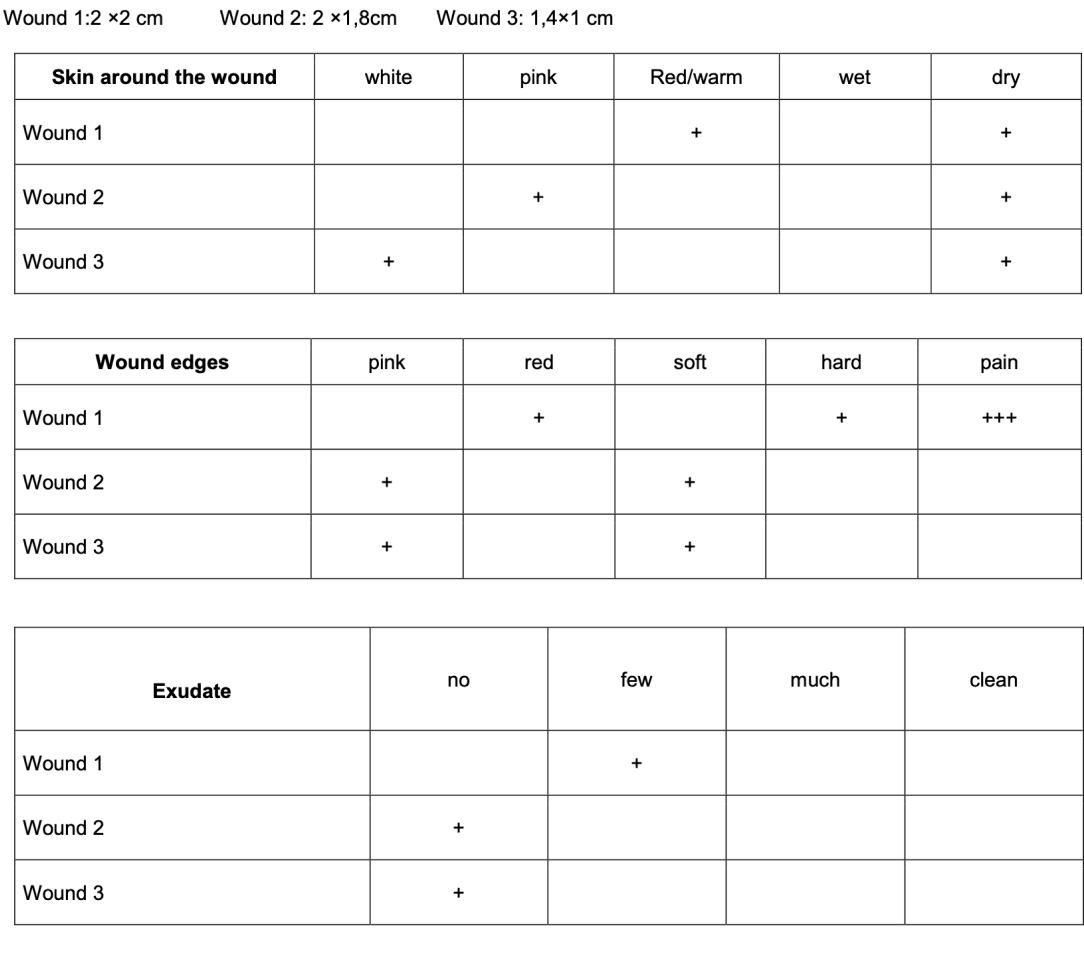 Wound 1:2 ×2 cm Wound 2: 2 ×1,8cm Wound 3: 1,4×1 cm
Skin around the wound white pink Red/warm wet dry
Wound 1 + +
Wound 2 + +
Wound 3 + +
Wound edges pink red soft hard pain
Wound 1 + + +++
Wound 2 + +
Wound 3 + +
Exudate no few much clean
Wound 1 +
Wound 2 +
Wound 3 +